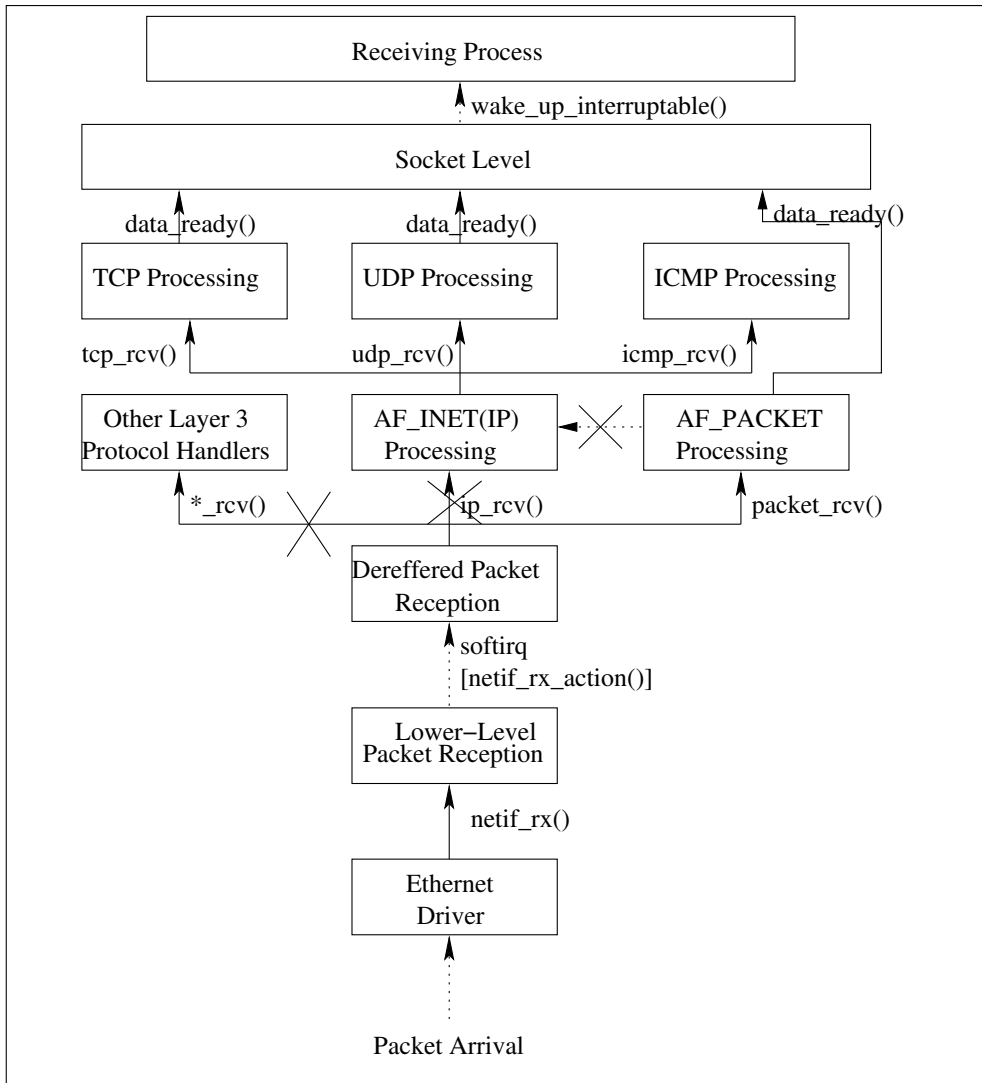 Receiving Process
wake_up_interruptable()
Socket Level
data_ready()
data_ready()
data_ready()
TCP Processing
UDP Processing
ICMP Processing
tcp_rcv()
udp_rcv()
icmp_rcv()
Other Layer 3
Protocol Handlers
AF_INET(IP)
Processing
AF_PACKET
Processing
*_rcv()
ip_rcv()
packet_rcv()
Dereffered Packet
Reception
softirq
[netif_rx_action()]
Lower−Level
Packet Reception
netif_rx()
Ethernet
Driver
Packet Arrival